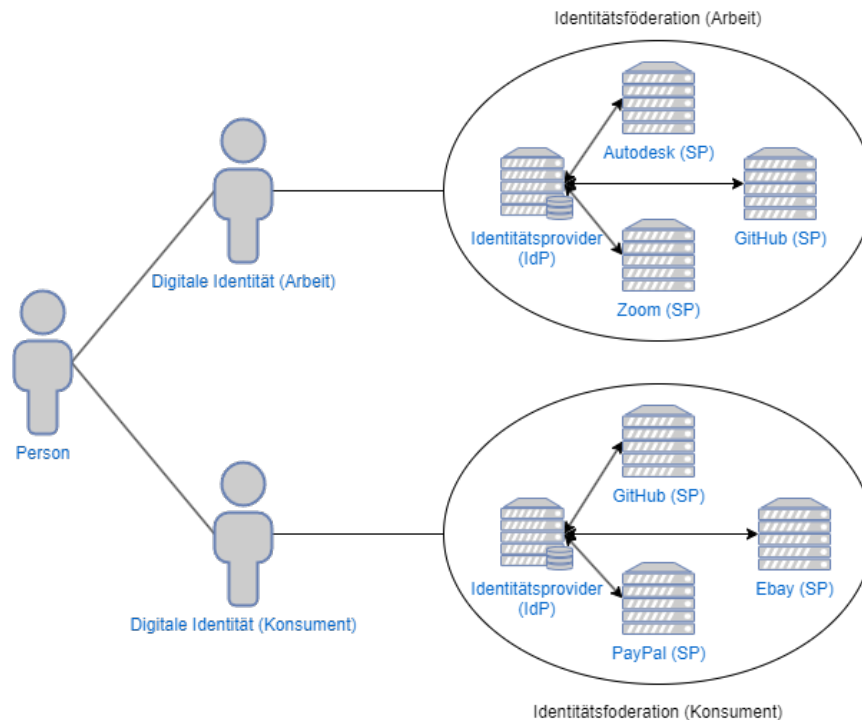 Identitätsföderation (Arbeit)
Autodesk (SP)
Identitätsprovider
(IdP)
GitHub (SP)
Zoom (SP)
Digitale Identität (Arbeit)
Person
GitHub (SP)
Identitätsprovider
(IdP)
Ebay (SP)
PayPal (SP)
Digitale Identität (Konsument)
Identitätsfoderation (Konsument)